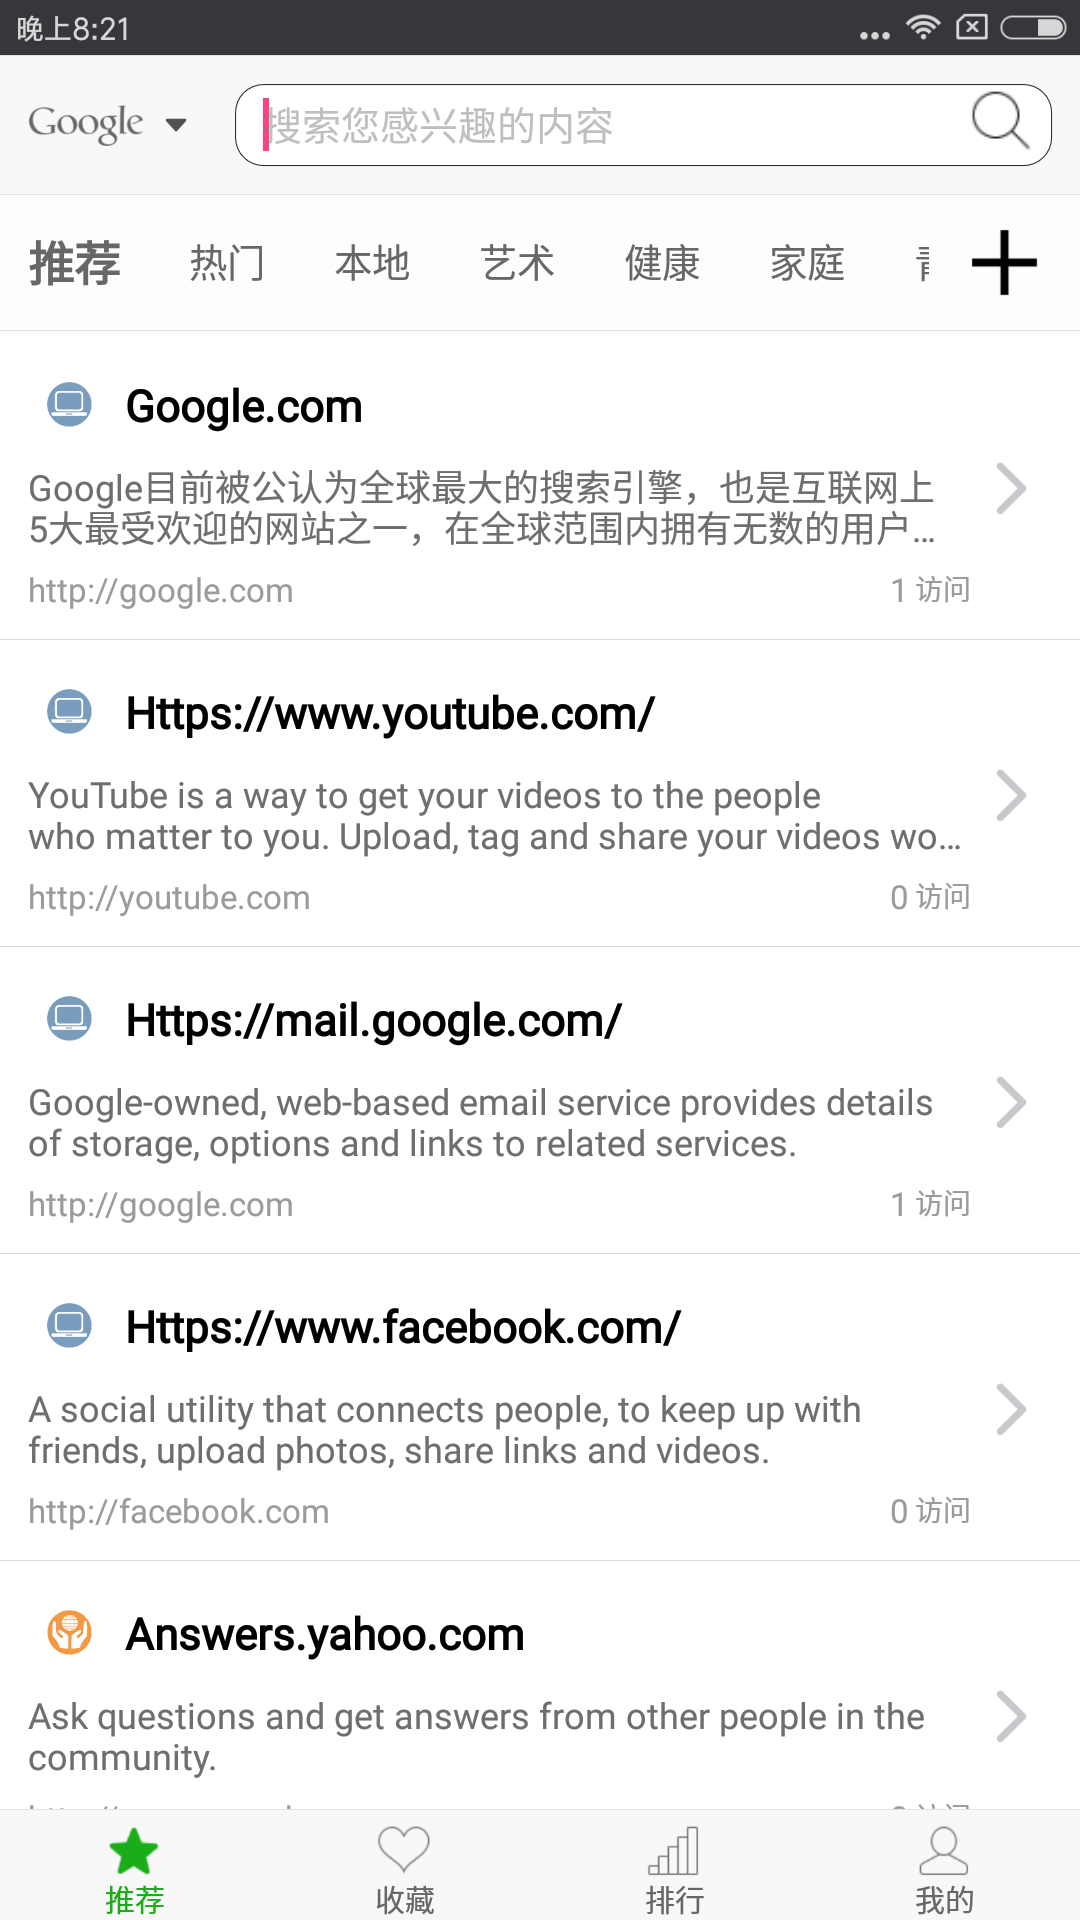 晚上8:21
Google
搜索您感兴趣的内容
推荐 热门 本地 艺术 健康 家庭
Google.com
Google目前被公认为全球最大的搜索引擎，也是互联网上
5大最受欢迎的网站之一，在全球范围内拥有无数的用户...
http://google.com 1 访问
Https://www.youtube.com/
YouTube is a way to get your videos to the people
who matter to you. Upload, tag and share your videos wo...
http://youtube.com 0 访问
Https://mail.google.com/
Google-owned, web-based email service provides details
of storage, options and links to related services.
http://google.com 1 访问
Https://www.facebook.com/
A social utility that connects people, to keep up with
friends, upload photos, share links and videos.
http://facebook.com 0 访问
Answers.yahoo.com
Ask questions and get answers from other people in the
community.
推荐 收藏 排行 我的